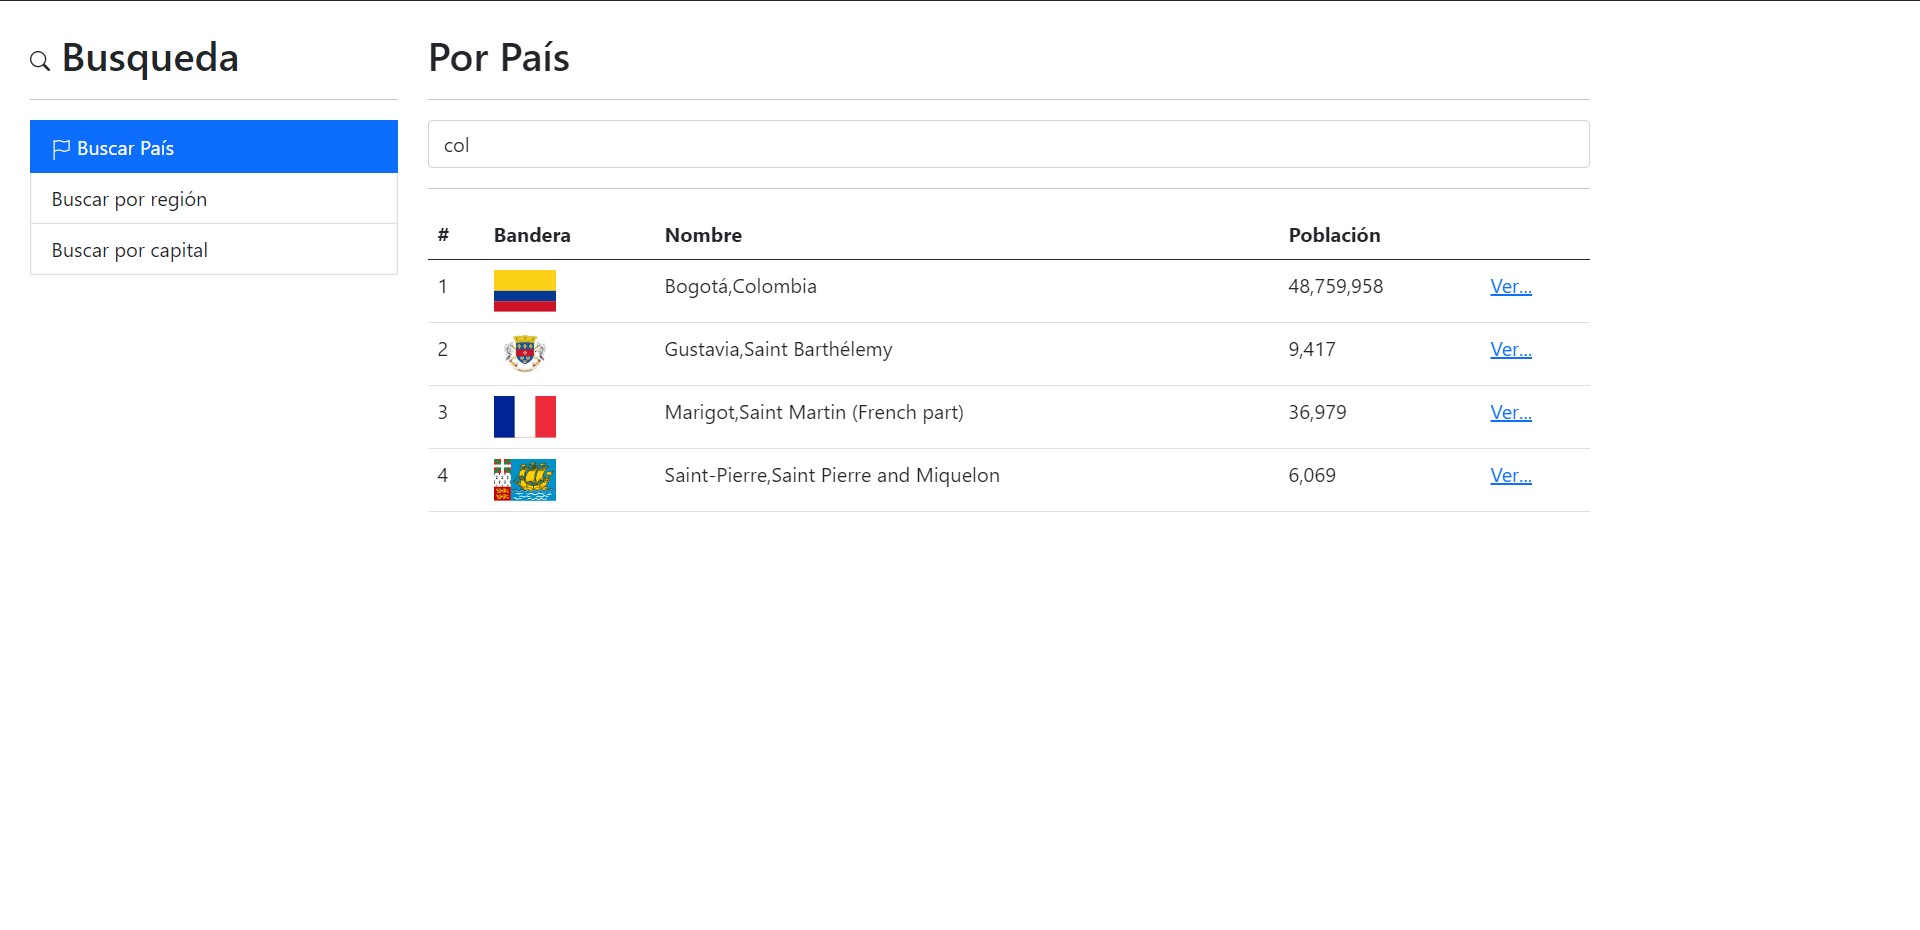 Busqueda
Buscar País
Buscar por región
Buscar por capital
Por País
col
# Bandera Nombre Población
1 Bogotá,Colombia 48,759,958 Ver...
2 Gustavia,Saint Barthélemy 9,417 Ver...
3 Marigot,Saint Martin (French part) 36,979 Ver...
4 Saint-Pierre,Saint Pierre and Miquelon 6,069 Ver...